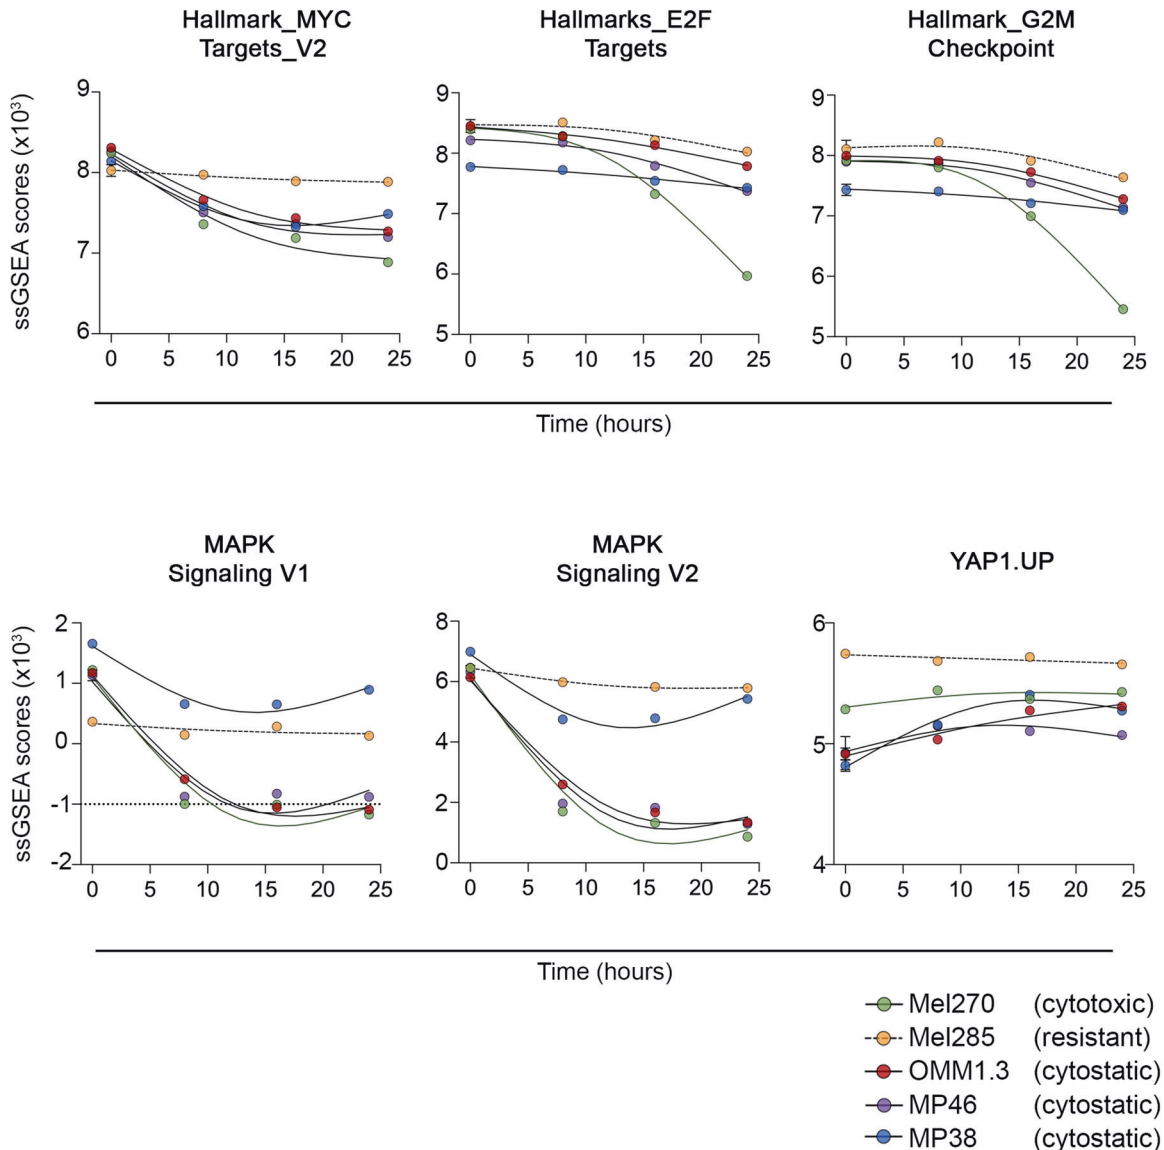 Hallmark_MYC
Targets_V2
Hallmarks_E2F
Targets
Hallmark_G2M
Checkpoint
ssGSEA scores (x10³)
9
8
7
6
0 5 10 15 20 25
9
8
7
6
5
0 5 10 15 20 25
9
8
7
6
5
0 5 10 15 20 25
Time (hours)
MAPK
Signaling V1
MAPK
Signaling V2
YAP1.UP
ssGSEA scores (x10³)
2
1
0
-1
-2
0 5 10 15 20 25
8
6
4
2
0
0 5 10 15 20 25
6
5
4
0 5 10 15 20 25
Time (hours)
Mel270 (cytotoxic)
Mel285 (resistant)
OMM1.3 (cytostatic)
MP46 (cytostatic)
MP38 (cytostatic)